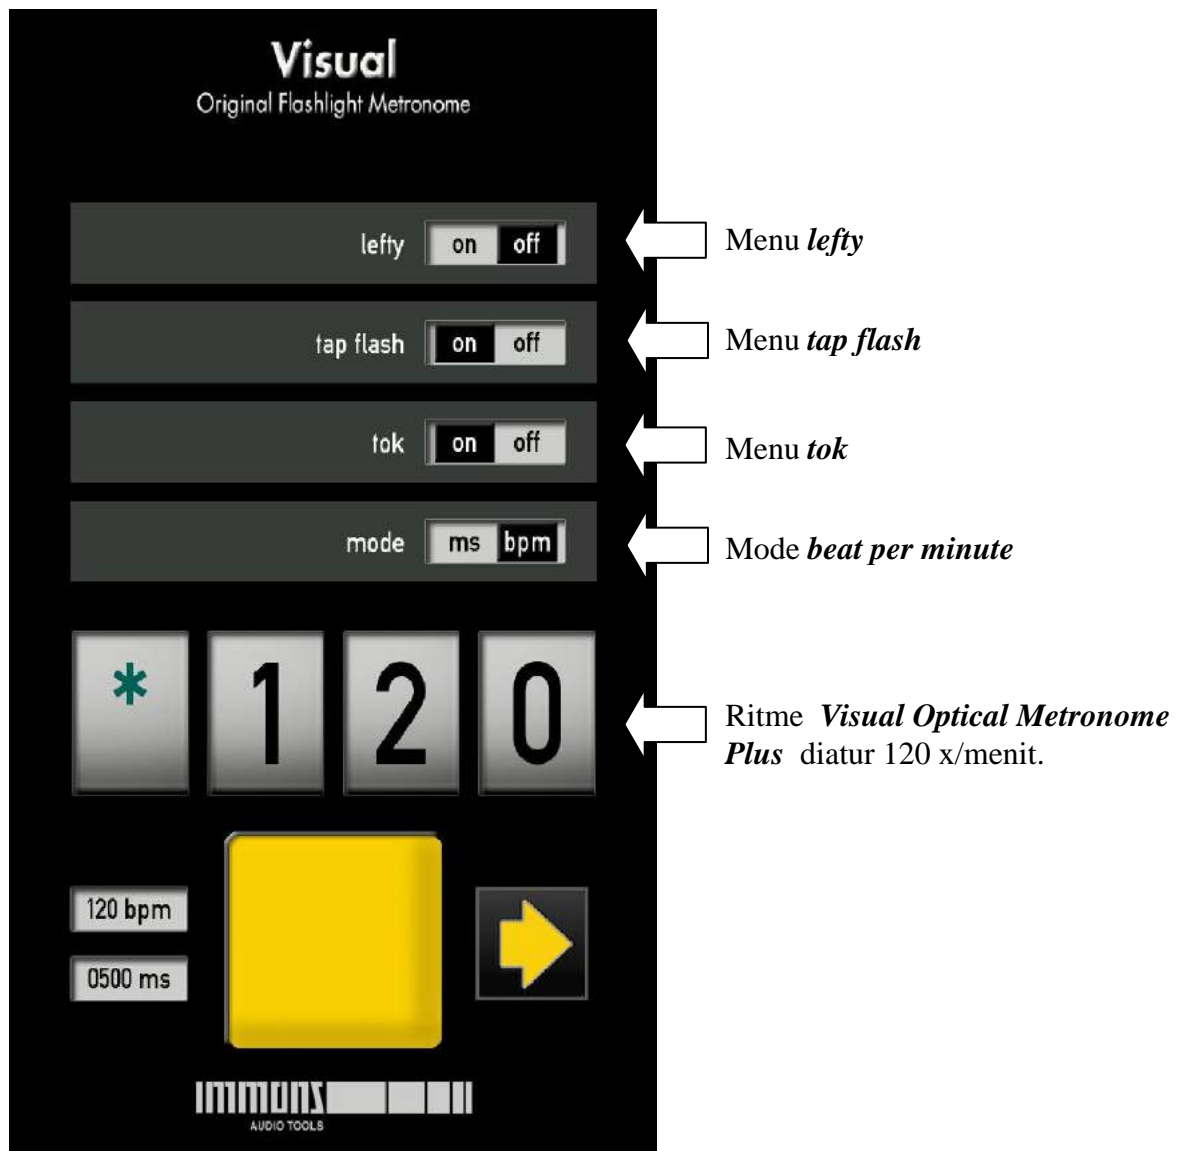 Visual
Original Flashlight Metronome
lefty on off
Menu lefty
tap flash on off
Menu tap flash
tok on off
Menu tok
mode ms bpm
Mode beat per minute
* 1 2 0
Ritme Visual Optical Metronome
Plus diatur 120 x/menit.
120 bpm
0500 ms
immons
AUDIO TOOLS